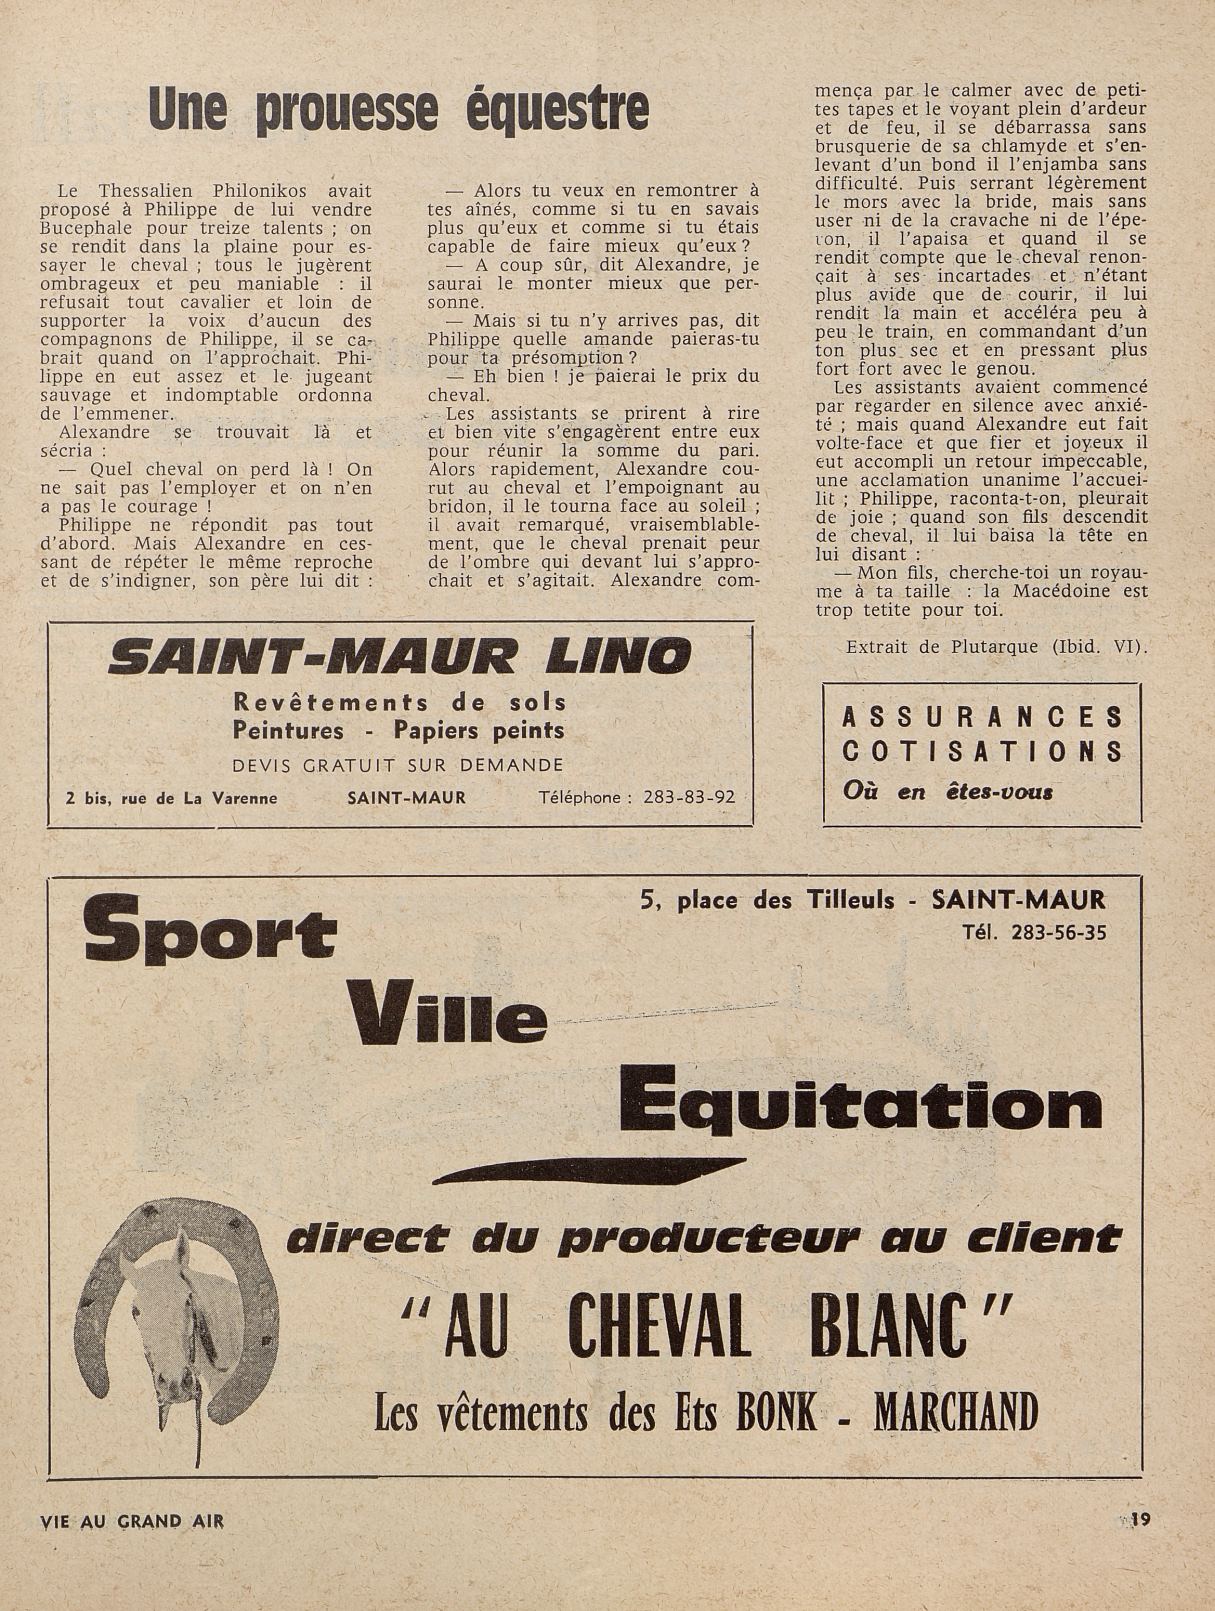 Une prouesse équestre
Le Thessalien Philonikos avait
proposé à Philippe de lui vendre
Bucephale pour treize talents ; on
se rendit dans la plaine pour es-
sayer le cheval ; tous le jugèrent
ombrageux et peu maniable : il
refusait tout cavalier et loin de
supporter la voix d'aucun des
compagnons de Philippe, il se ca-
brait quand on l'approchait. Phi-
lippe en eut assez et le jugeant
sauvage et indomptable ordonna
de l'emmener.
Alexandre se trouvait là et
sécria :
— Quel cheval on perd là ! On
ne sait pas l'employer et on n'en
a pas le courage !
Philippe ne répondit pas tout
d'abord. Mais Alexandre en ces-
sant de répéter le même reproche
et de s'indigner, son père lui dit :
— Alors tu veux en remontrer à
tes aînés, comme si tu en savais
plus qu'eux et comme si tu étais
capable de faire mieux qu'eux ?
— A coup sûr, dit Alexandre, je
saurai le monter mieux que per-
sonne.
— Mais si tu n'y arrives pas, dit
Philippe quelle amande paieras-tu
pour ta présomption ?
— Eh bien ! je paierai le prix du
cheval.
Les assistants se prirent à rire
et bien vite s'engagèrent entre eux
pour réunir la somme du pari.
Alors rapidement, Alexandre cou-
rut au cheval et l'empoignant au
bridon, il le tourna face au soleil ;
il avait remarqué, vraisemblable-
ment, que le cheval prenait peur
de l'ombre qui devant lui s'appro-
chait et s'agitait. Alexandre com-
mença par le calmer avec de peti-
tes tapes et le voyant plein d'ardeur
et de feu, il se débarrassa sans
brusquerie de sa chlamyde et s'en-
levant d'un bond il l'enjamba sans
difficulté. Puis serrant légèrement
le mors avec la bride, mais sans
user ni de la cravache ni de l'épe-
ron, il l'apaisa et quand il se
rendit compte que le cheval renon-
çait à ses incartades et n'étant
plus avide que de courir, il lui
rendit la main et accéléra peu à
peu le train, en commandant d'un
ton plus sec et en pressant plus
fort fort avec le genou.
Les assistants avaient commencé
par regarder en silence avec anxié-
té ; mais quand Alexandre eut fait
volte-face et que fier et joyeux il
eut accompli un retour impeccable,
une acclamation unanime l'accuei-
lit ; Philippe, raconta-t-on, pleurait
de joie ; quand son fils descendit
de cheval, il lui baisa la tête en
lui disant :
— Mon fils, cherche-toi un royau-
me à ta taille : la Macédoine est
trop tetite pour toi.
Extrait de Plutarque (Ibid. VI).
SAINT-MAUR LINO
Revêtements de sols
Peintures - Papiers peints
DEVIS GRATUIT SUR DEMANDE
2 bis, rue de La Varenne SAINT-MAUR Téléphone : 283-83-92
ASSURANCES
COTISATIONS
Où en êtes-vous
5, place des Tilleuls - SAINT-MAUR
Tél. 283-56-35
Sport
Ville
Equitation
direct du producteur au client
"AU CHEVAL BLANC"
Les vêtements des Ets BONK - MARCHAND
VIE AU GRAND AIR
19